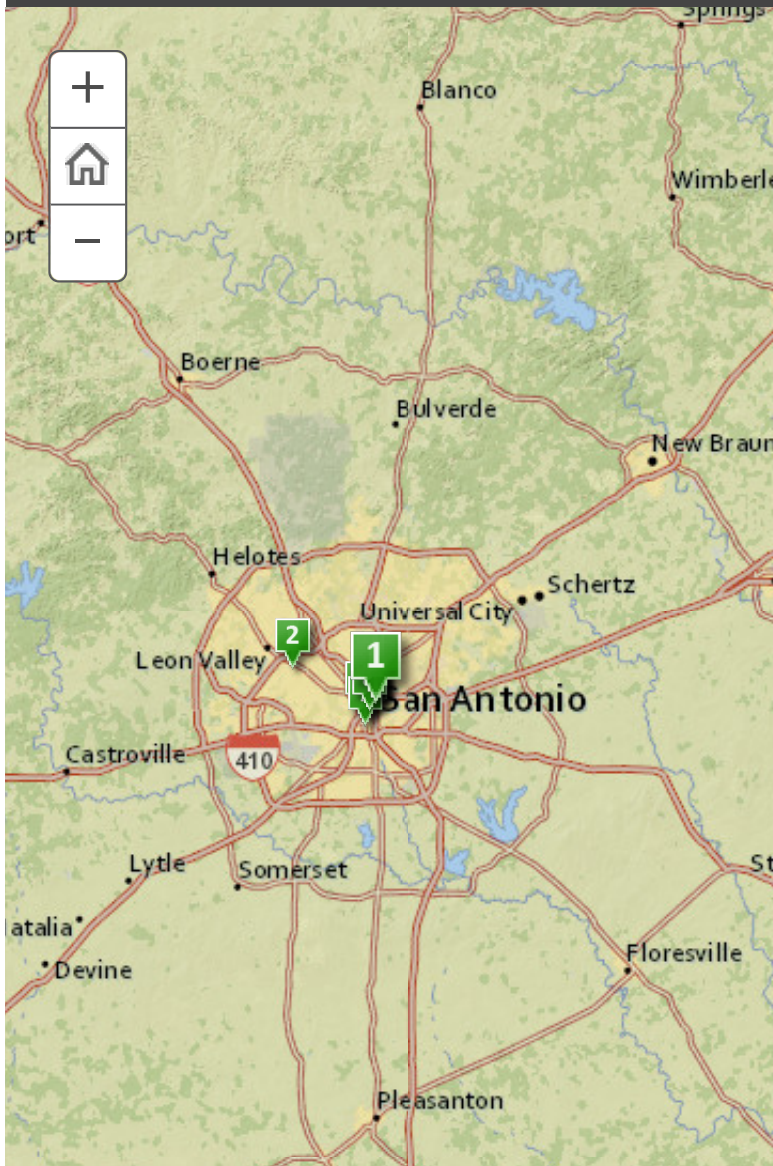 Springs
Blanco
+
Wimberle
ort
−
Boerne
Bulverde
New Braun
Helotes
Schertz
Universal City
2
1
Leon Valley
San Antonio
Castroville
410
Lytle
St
Somerset
atalia
Floresville
Devine
Pleasanton